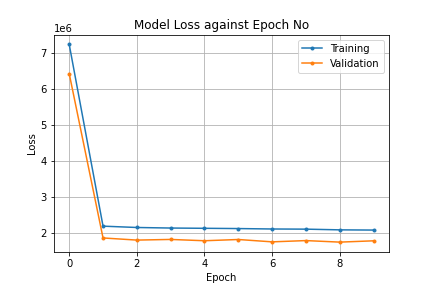 Model Loss against Epoch No
1e6
7
6
5
4
3
2
Loss
0 2 4 6 8
Epoch
Training
Validation